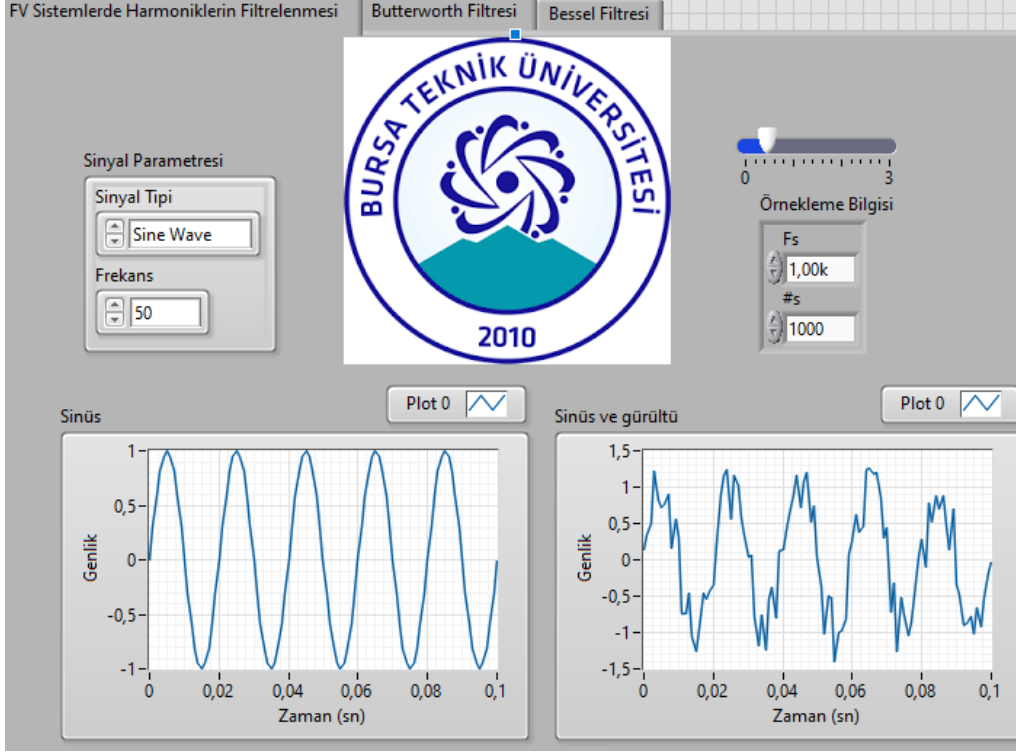 FV Sistemlerde Harmoniklerin Filtrelenmesi
Butterworth Filtresi
Bessel Filtresi
BURSA TEKNİK ÜNİVERSİTESİ
2010
Sinyal Parametresi
Sinyal Tipi
Sine Wave
Frekans
50
0 3
Örnekleme Bilgisi
Fs
1,00k
#s
1000
Sinüs
Plot 0
Genlik
1
0,5
0
-0,5
-1
0 0,02 0,04 0,06 0,08 0,1
Zaman (sn)
Sinüs ve gürültü
Plot 0
Genlik
1,5
1
0,5
0
-0,5
-1
-1,5
0 0,02 0,04 0,06 0,08 0,1
Zaman (sn)